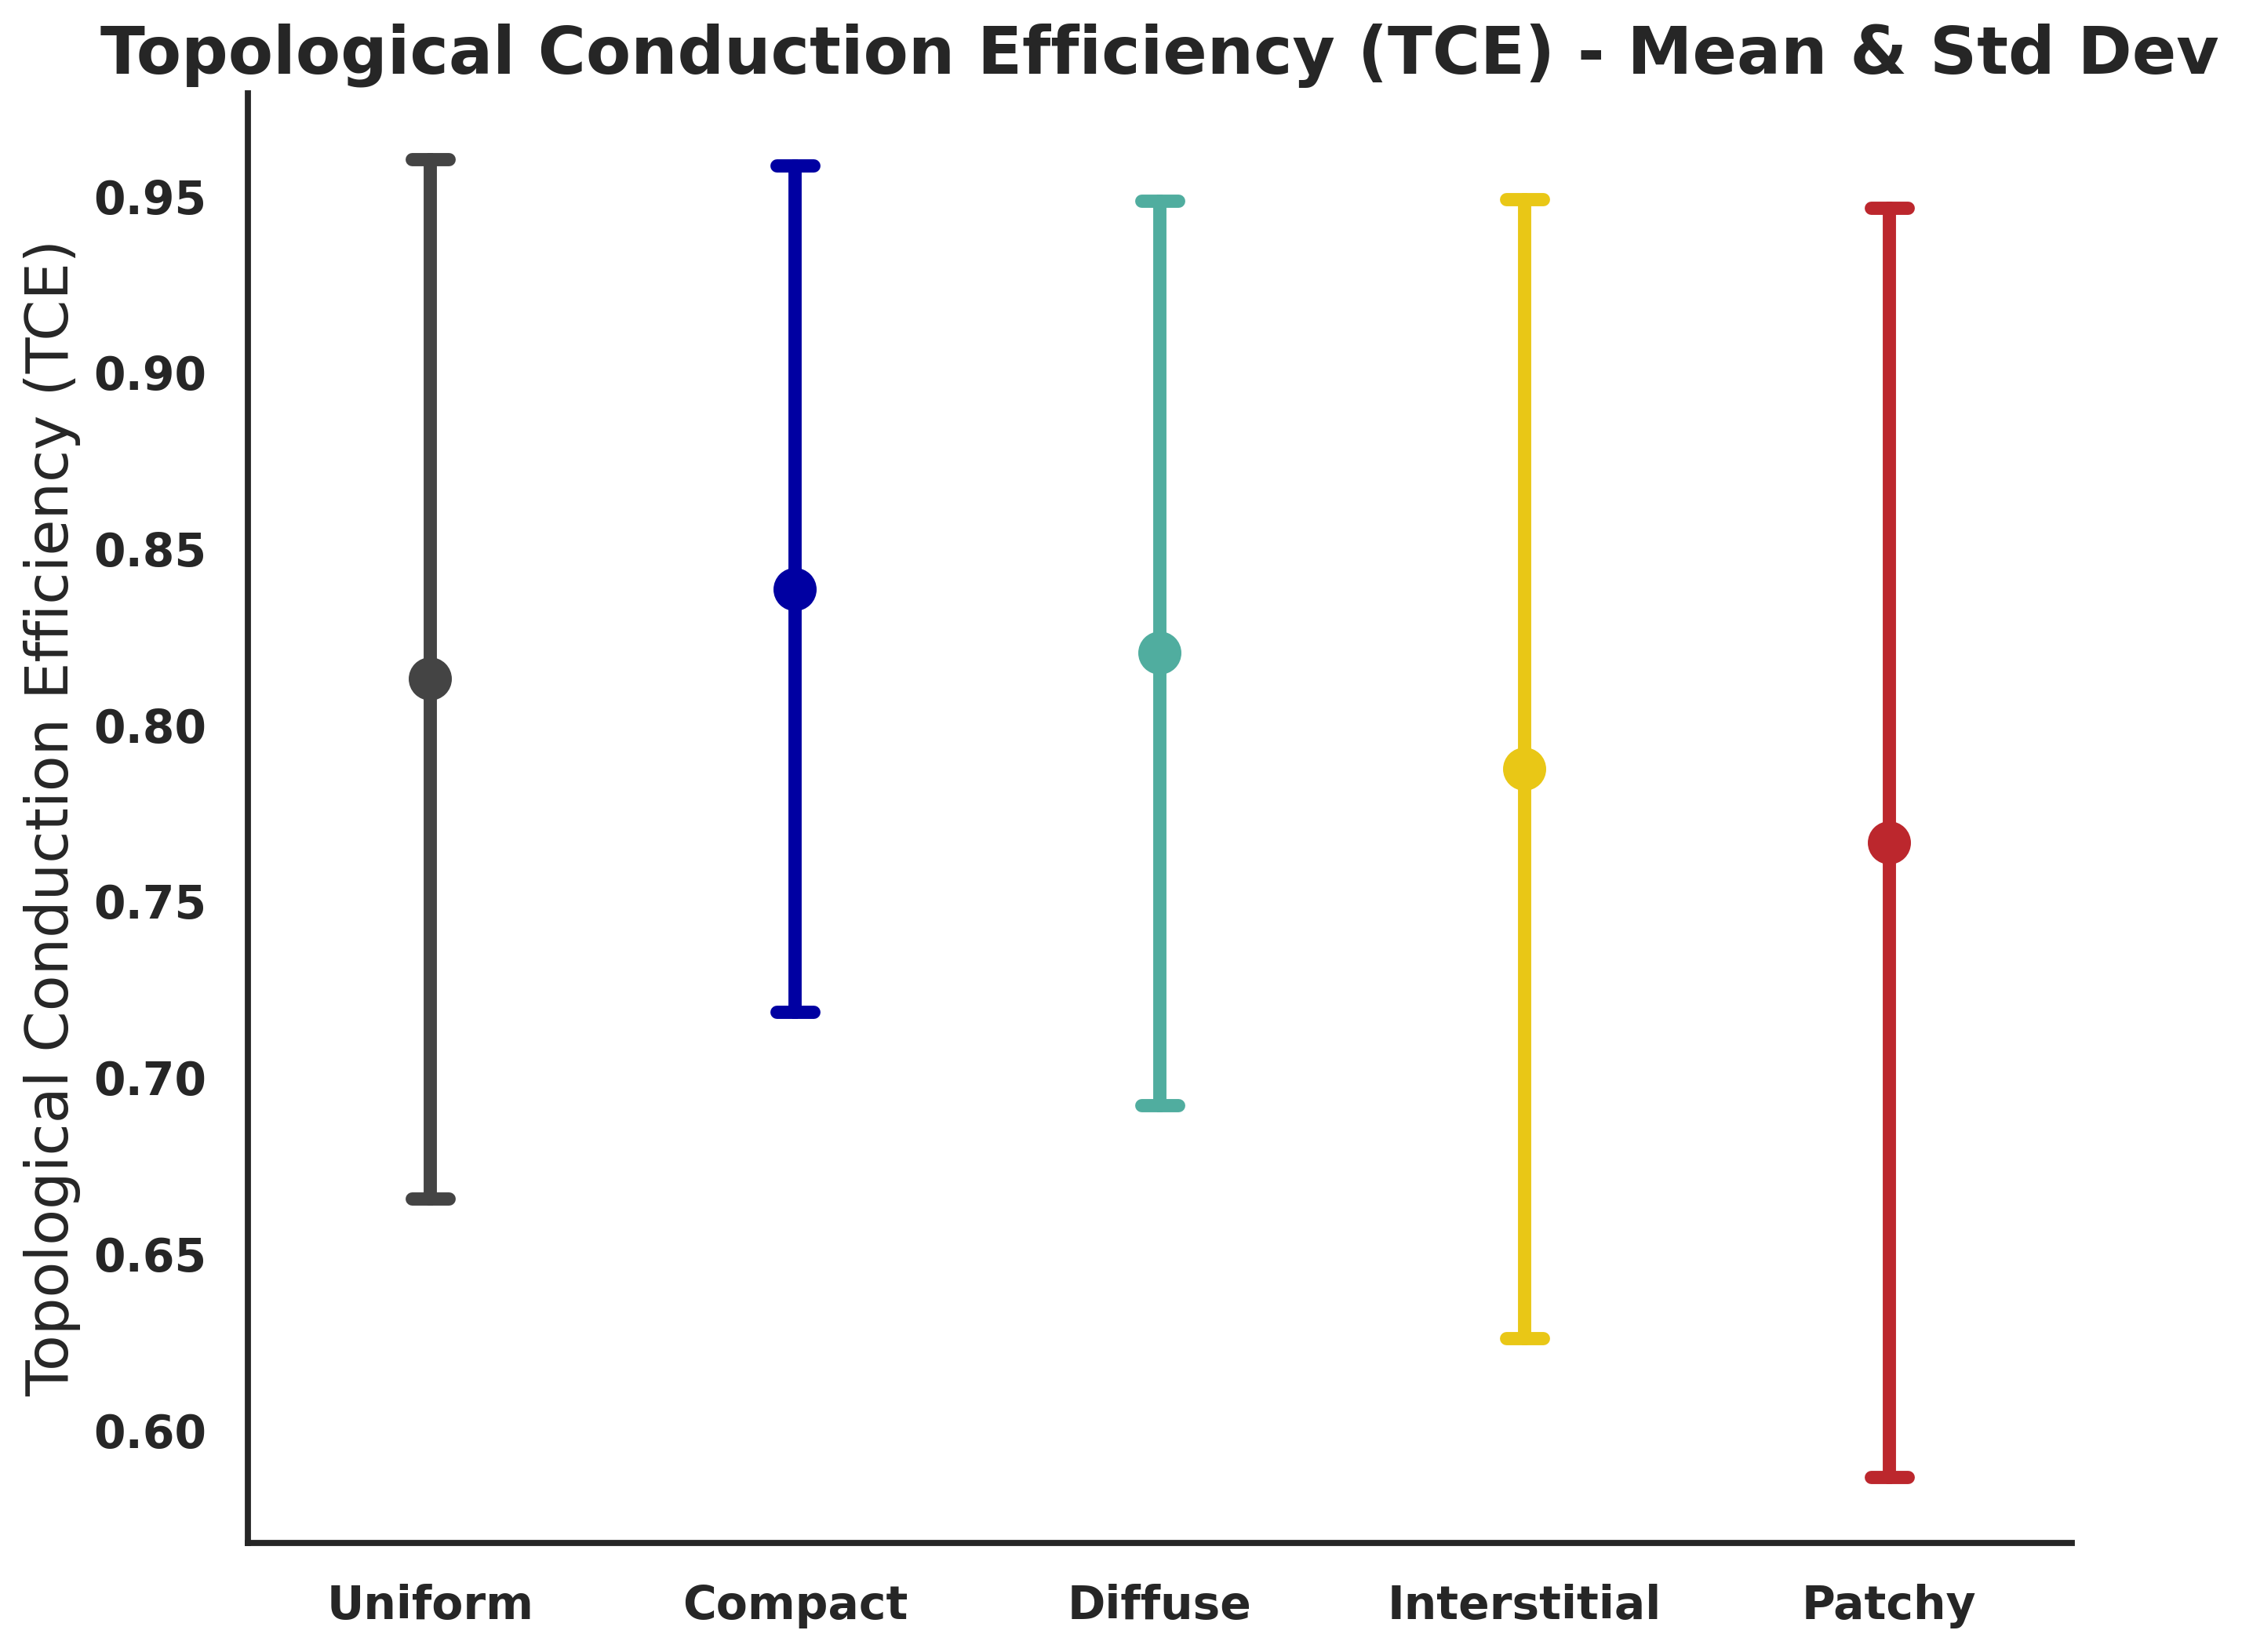 Topological Conduction Efficiency (TCE) - Mean & Std Dev
Topological Conduction Efficiency (TCE)
0.95
0.90
0.85
0.80
0.75
0.70
0.65
0.60
Uniform
Compact
Diffuse
Interstitial
Patchy